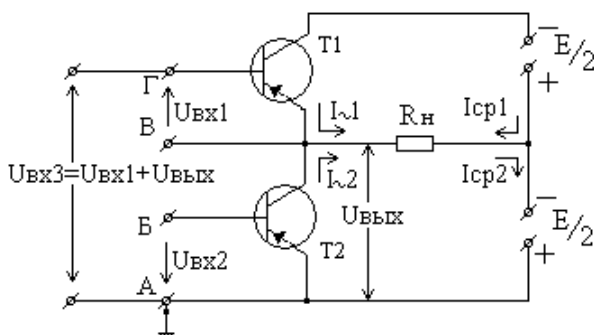 T1
E/2
Г
Uвх1
I~1
Rн
Iср1
В
Uвх3=Uвх1+Uвых
I~2
Iср2
Б
Uвых
E/2
Uвх2
T2
А